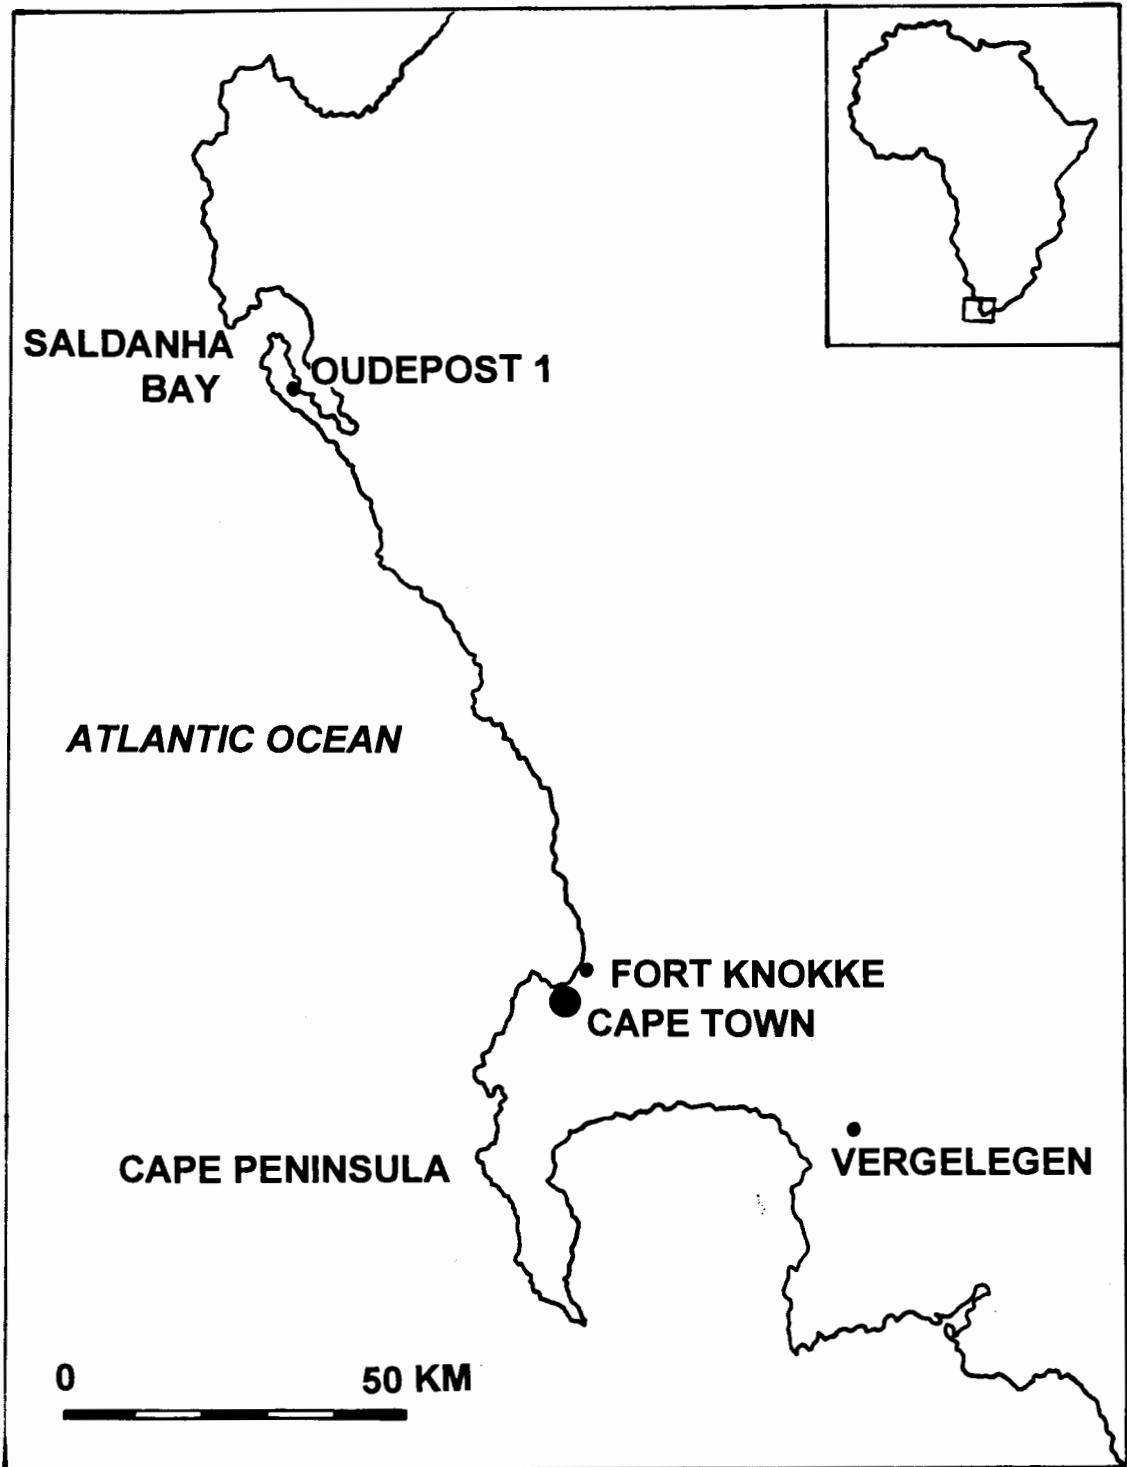 SALDANHA
BAY
OUDEPOST 1
ATLANTIC OCEAN
FORT KNOKKE
CAPE TOWN
CAPE PENINSULA
VERGELEGEN
0 50 KM